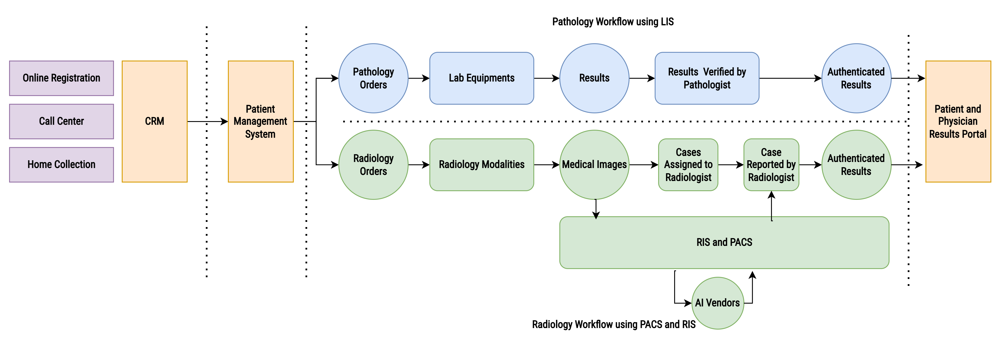 Pathology Workflow using LIS
Online Registration
Call Center
Home Collection
CRM
Patient
Management
System
Pathology
Orders
Lab Equipments
Results
Results Verified by
Pathologist
Authenticated
Results
Radiology
Orders
Radiology Modalities
Medical Images
Cases
Assigned to
Radiologist
Case
Reported by
Radiologist
Authenticated
Results
Patient and
Physician
Results Portal
RIS and PACS
AI Vendors
Radiology Workflow using PACS and RIS